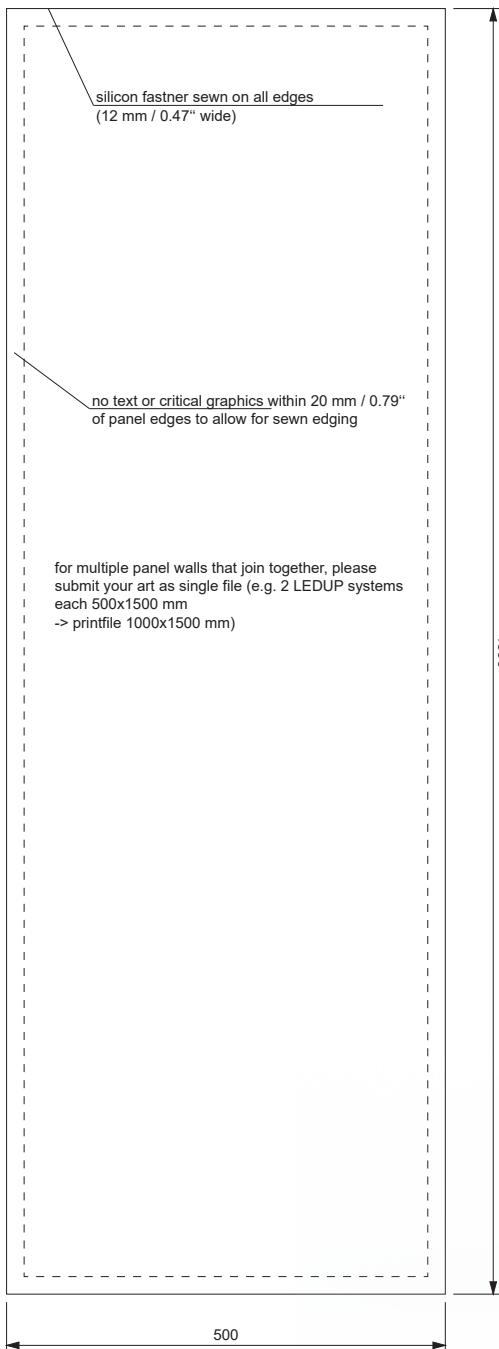 silicon fastner sewn on all edges
(12 mm / 0.47“ wide)
no text or critical graphics within 20 mm / 0.79“
of panel edges to allow for sewn edging
for multiple panel walls that join together, please
submit your art as single file (e.g. 2 LEDUP systems
each 500x1500 mm
-> printfile 1000x1500 mm)
500